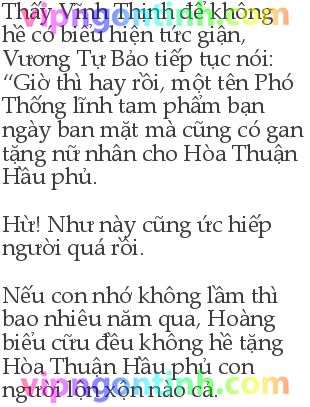 Thấy Vĩnh Thịnh đế không
hề có biểu hiện tức giận,
Vương Tự Bảo tiếp tục nói:
“Giờ thì hay rồi, một tên Phó
Thống lĩnh tam phẩm bạn
ngày ban mặt mà cũng có gan
tặng nữ nhân cho Hòa Thuận
Hầu phủ.
Hừ! Như này cũng ức hiếp
người quá rồi.
Nếu con nhớ không lầm thì
bao nhiêu năm qua, Hoàng
biểu cữu đều không hề tặng
Hòa Thuận Hầu phủ con
người lộn xộn nào cả.
vipngontinh.com
vipngontinh.com